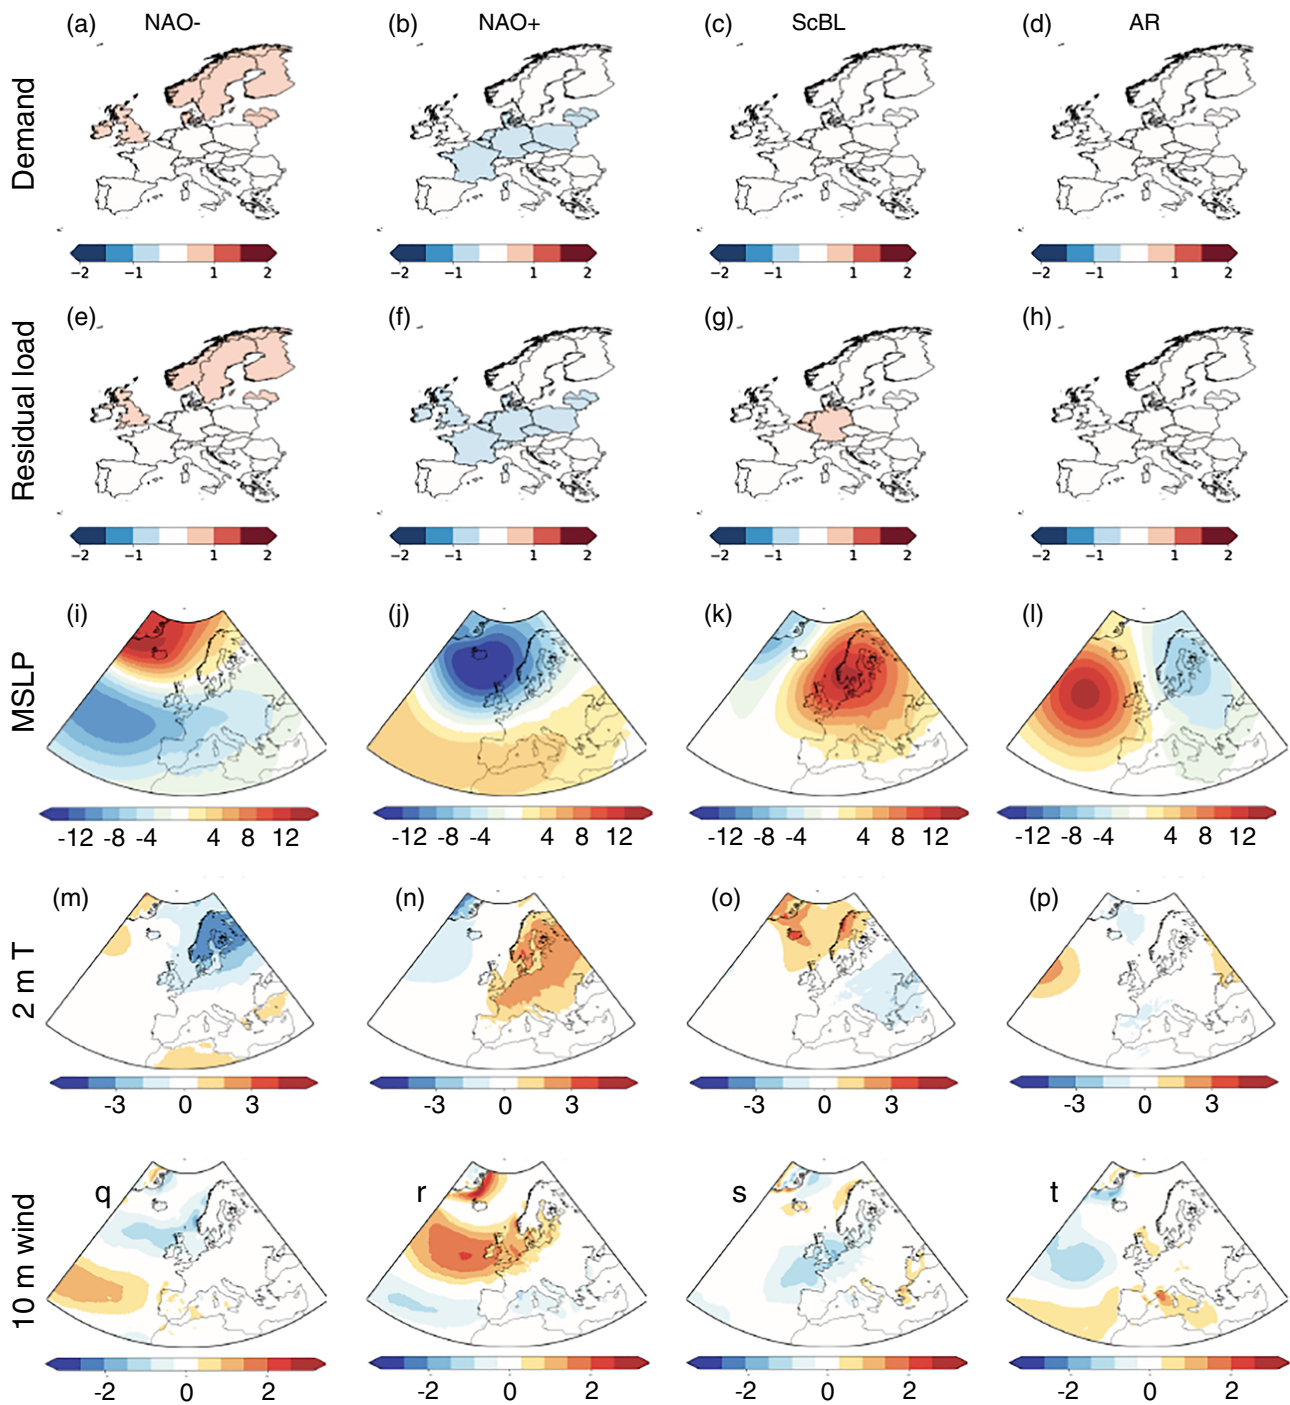 (a) NAO- (b) NAO+ (c) ScBL (d) AR
Demand
−2 −1 1 2 −2 −1 1 2 −2 −1 1 2 −2 −1 1 2
(e) (f) (g) (h)
Residual load
−2 −1 1 2 −2 −1 1 2 −2 −1 1 2 −2 −1 1 2
(i) (j) (k) (l)
MSLP
-12 -8 -4 4 8 12 -12 -8 -4 4 8 12 -12 -8 -4 4 8 12 -12 -8 -4 4 8 12
(m) (n) (o) (p)
2 m T
-3 0 3 -3 0 3 -3 0 3 -3 0 3
q r s t
10 m wind
-2 0 2 -2 0 2 -2 0 2 -2 0 2